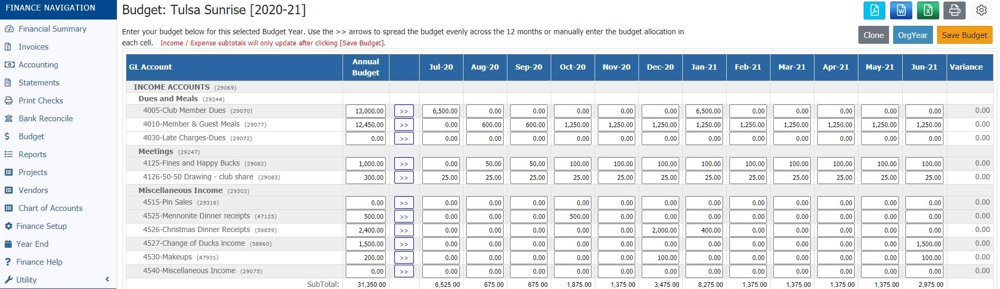 FINANCE NAVIGATION
Financial Summary
Invoices
Accounting
Statements
Print Checks
Bank Reconcile
Budget
Reports
Projects
Vendors
Chart of Accounts
Finance Setup
Year End
Finance Help
Utility
Budget: Tulsa Sunrise [2020-21]
Enter your budget below for this selected Budget Year. Use the >> arrows to spread the budget evenly across the 12 months or manually enter the budget allocation in
each cell. Income / Expense subtotals will only update after clicking [Save Budget].
Clone OrgYear Save Budget
GL Account Annual Budget Jul-20 Aug-20 Sep-20 Oct-20 Nov-20 Dec-20 Jan-21 Feb-21 Mar-21 Apr-21 May-21 Jun-21 Variance
INCOME ACCOUNTS (29069)
Dues and Meals (29244)
4005-Club Member Dues (29070) 13,000.00 >> 6,500.00 0.00 0.00 0.00 0.00 0.00 6,500.00 0.00 0.00 0.00 0.00 0.00 0.00
4010-Member & Guest Meals (29077) 12,450.00 >> 0.00 600.00 600.00 1,250.00 1,250.00 1,250.00 1,250.00 1,250.00 1,250.00 1,250.00 1,250.00 1,250.00 0.00
4030-Late Charges-Dues (29072) 0.00 >> 0.00 0.00 0.00 0.00 0.00 0.00 0.00 0.00 0.00 0.00 0.00 0.00 0.00
Meetings (29247)
4125-Fines and Happy Bucks (29082) 1,000.00 >> 0.00 50.00 50.00 100.00 100.00 100.00 100.00 100.00 100.00 100.00 100.00 100.00 0.00
4126-50-50 Drawing - club share (29083) 300.00 >> 25.00 25.00 25.00 25.00 25.00 25.00 25.00 25.00 25.00 25.00 25.00 25.00 0.00
Miscellaneous Income (29303)
4515-Pin Sales (29316) 0.00 >> 0.00 0.00 0.00 0.00 0.00 0.00 0.00 0.00 0.00 0.00 0.00 0.00 0.00
4525-Mennonite Dinner receipts (47125) 500.00 >> 0.00 0.00 0.00 500.00 0.00 0.00 0.00 0.00 0.00 0.00 0.00 0.00 0.00
4526-Christmas Dinner Receipts (58859) 2,400.00 >> 0.00 0.00 0.00 0.00 0.00 2,000.00 400.00 0.00 0.00 0.00 0.00 0.00 0.00
4527-Change of Ducks income (58860) 1,500.00 >> 0.00 0.00 0.00 0.00 0.00 0.00 0.00 0.00 0.00 0.00 0.00 1,500.00 0.00
4530-Makeups (47931) 200.00 >> 0.00 0.00 0.00 0.00 0.00 100.00 0.00 0.00 0.00 0.00 0.00 100.00 0.00
4540-Miscellaneous Income (29075) 0.00 >> 0.00 0.00 0.00 0.00 0.00 0.00 0.00 0.00 0.00 0.00 0.00 0.00 0.00
SubTotal: 31,350.00 6,525.00 675.00 675.00 1,875.00 1,375.00 3,475.00 8,275.00 1,375.00 1,375.00 1,375.00 1,375.00 2,975.00